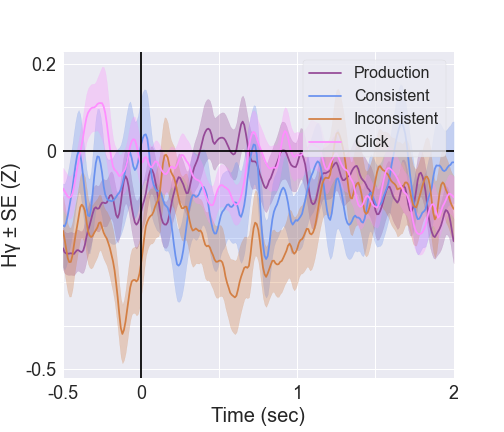 Hγ ± SE (Z)
0.2
0
-0.5
Production
Consistent
Inconsistent
Click
-0.5
0
1
2
Time (sec)